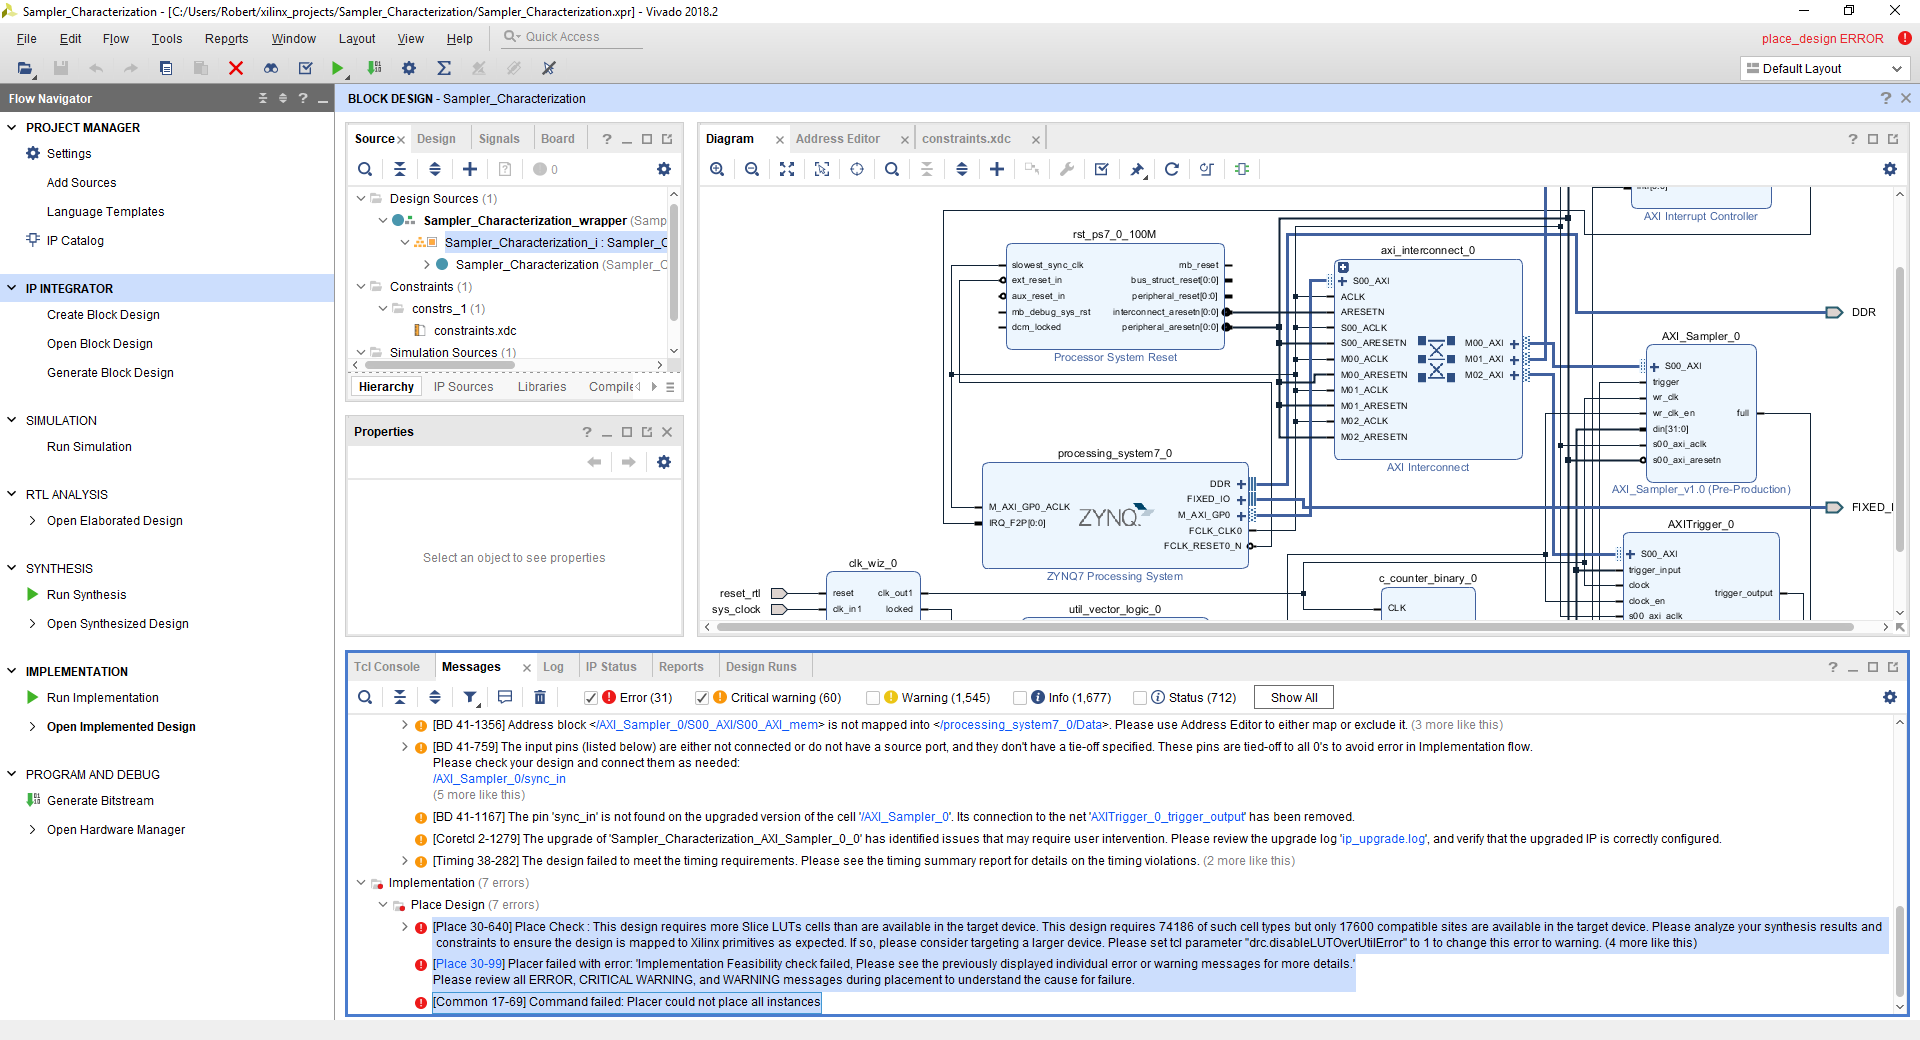 Sampler_Characterization - [C:/Users/Robert/xilinx_projects/Sampler_Characterization/Sampler_Characterization.xpr] - Vivado 2018.2
File Edit Flow Tools Reports Window Layout View Help Quick Access
place_design ERROR
Default Layout
Flow Navigator
PROJECT MANAGER
Settings
Add Sources
Language Templates
IP Catalog
IP INTEGRATOR
Create Block Design
Open Block Design
Generate Block Design
SIMULATION
Run Simulation
RTL ANALYSIS
Open Elaborated Design
SYNTHESIS
Run Synthesis
Open Synthesized Design
IMPLEMENTATION
Run Implementation
Open Implemented Design
PROGRAM AND DEBUG
Generate Bitstream
Open Hardware Manager
BLOCK DESIGN - Sampler_Characterization
Source Design Signals Board
0
Design Sources (1)
Sampler_Characterization_wrapper (Samp
Sampler_Characterization_i : Sampler_C
Sampler_Characterization (Sampler_C
Constraints (1)
constrs_1 (1)
constraints.xdc
Simulation Sources (1)
Hierarchy IP Sources Libraries Compile
Properties
Select an object to see properties
Diagram Address Editor constraints.xdc
AXI Interrupt Controller
rst_ps7_0_100M
slowest_sync_clk
ext_reset_in
aux_reset_in
mb_debug_sys_rst
dcm_locked
mb_reset
bus_struct_reset[0:0]
peripheral_reset[0:0]
interconnect_aresetn[0:0]
peripheral_aresetn[0:0]
Processor System Reset
axi_interconnect_0
S00_AXI
ACLK
ARESETN
S00_ACLK
S00_ARESETN
M00_ACLK
M00_ARESETN
M01_ACLK
M01_ARESETN
M02_ACLK
M02_ARESETN
M00_AXI
M01_AXI
M02_AXI
AXI Interconnect
DDR
AXI_Sampler_0
S00_AXI
trigger
wr_clk
wr_clk_en
din[31:0]
s00_axi_aclk
s00_axi_aresetn
full
AXI_Sampler_v1.0 (Pre-Production)
processing_system7_0
M_AXI_GP0_ACLK
IRQ_F2P[0:0]
ZYNQ
DDR
FIXED_IO
M_AXI_GP0
FCLK_CLK0
FCLK_RESET0_N
ZYNQ7 Processing System
FIXED_I
AXITrigger_0
S00_AXI
trigger_input
clock
clock_en
s00_axi_aclk
trigger_output
clk_wiz_0
reset_rtl
sys_clock
reset
clk_in1
clk_out1
locked
util_vector_logic_0
c_counter_binary_0
CLK
Tcl Console Messages Log IP Status Reports Design Runs
Error (31) Critical warning (60) Warning (1,545) Info (1,677) Status (712) Show All
[BD 41-1356] Address block </AXI_Sampler_0/S00_AXI/S00_AXI_mem> is not mapped into </processing_system7_0/Data>. Please use Address Editor to either map or exclude it. (3 more like this)
[BD 41-759] The input pins (listed below) are either not connected or do not have a source port, and they don't have a tie-off specified. These pins are tied-off to all 0's to avoid error in Implementation flow.
Please check your design and connect them as needed:
/AXI_Sampler_0/sync_in
(5 more like this)
[BD 41-1167] The pin 'sync_in' is not found on the upgraded version of the cell '/AXI_Sampler_0'. Its connection to the net 'AXITrigger_0_trigger_output' has been removed.
[Coretcl 2-1279] The upgrade of 'Sampler_Characterization_AXI_Sampler_0_0' has identified issues that may require user intervention. Please review the upgrade log 'ip_upgrade.log', and verify that the upgraded IP is correctly configured.
[Timing 38-282] The design failed to meet the timing requirements. Please see the timing summary report for details on the timing violations. (2 more like this)
Implementation (7 errors)
Place Design (7 errors)
[Place 30-640] Place Check : This design requires more Slice LUTs cells than are available in the target device. This design requires 74186 of such cell types but only 17600 compatible sites are available in the target device. Please analyze your synthesis results and
constraints to ensure the design is mapped to Xilinx primitives as expected. If so, please consider targeting a larger device. Please set tcl parameter "drc.disableLUTOverUtilError" to 1 to change this error to warning. (4 more like this)
[Place 30-99] Placer failed with error: 'Implementation Feasibility check failed, Please see the previously displayed individual error or warning messages for more details.'
Please review all ERROR, CRITICAL WARNING, and WARNING messages during placement to understand the cause for failure.
[Common 17-69] Command failed: Placer could not place all instances